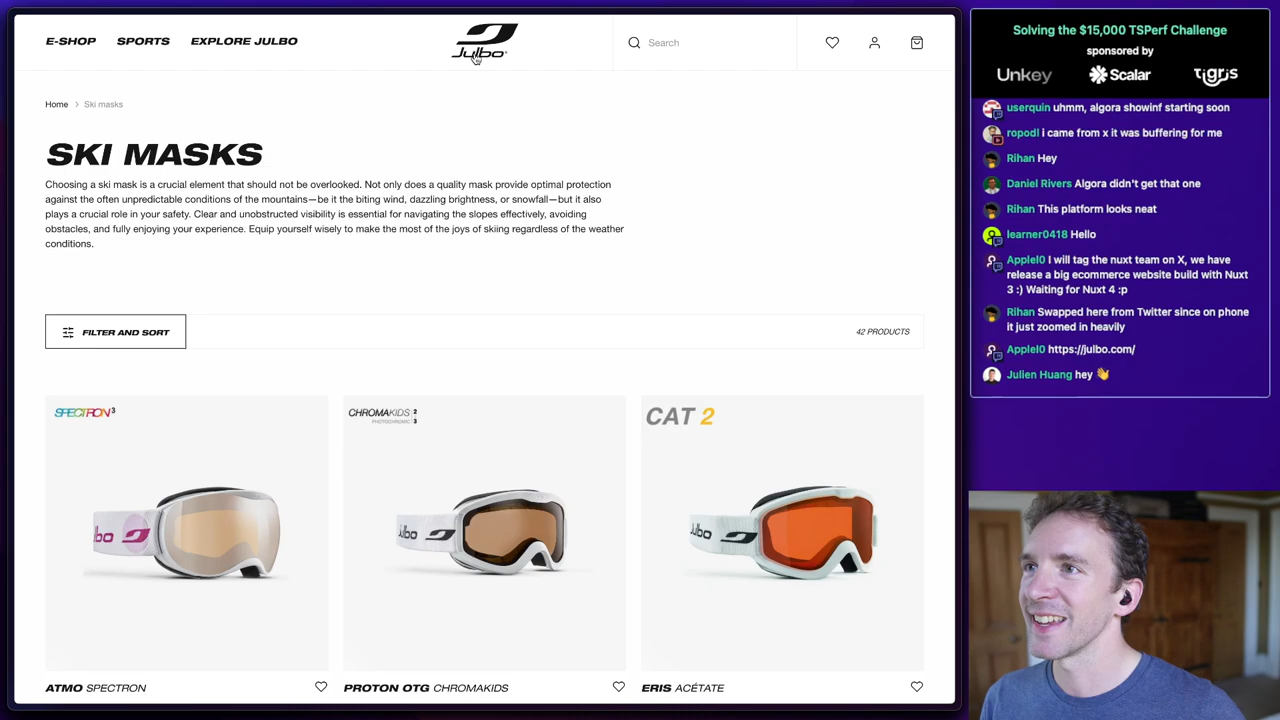 E-SHOP
SPORTS
EXPLORE JULBO
Julbo
Search
Home
Ski masks
SKI MASKS
Choosing a ski mask is a crucial element that should not be overlooked. Not only does a quality mask provide optimal protection
against the often unpredictable conditions of the mountains—be it the biting wind, dazzling brightness, or snowfall—but it also
plays a crucial role in your safety. Clear and unobstructed visibility is essential for navigating the slopes effectively, avoiding
obstacles, and fully enjoying your experience. Equip yourself wisely to make the most of the joys of skiing regardless of the weather
conditions.
FILTER AND SORT
42 PRODUCTS
SPECTRON 3
CHROMAKIDS 2
PHOTOCHROMIC 3
CAT 2
lbo
ulbo
ulbo
ATMO SPECTRON
PROTON OTG CHROMAKIDS
ERIS ACÉTATE
Solving the $15,000 TSPerf Challenge
sponsored by
Unkey
Scalar
tigris
userquin uhmm, algora showinf starting soon
ropodl i came from x it was buffering for me
Rihan Hey
Daniel Rivers Algora didn't get that one
Rihan This platform looks neat
learner0418 Hello
Applel0 I will tag the nuxt team on X, we have
release a big ecommerce website build with Nuxt
3 :) Waiting for Nuxt 4 :p
Rihan Swapped here from Twitter since on phone
it just zoomed in heavily
Applel0 https://julbo.com/
Julien Huang hey 👋